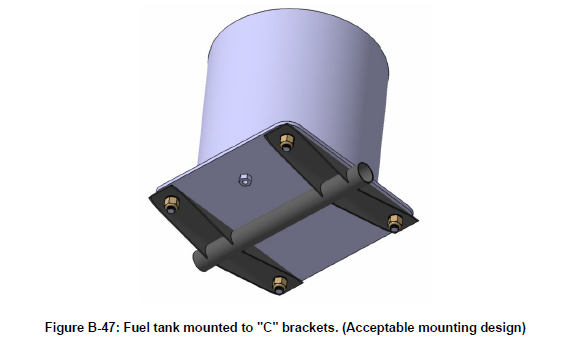 Figure B-47: Fuel tank mounted to "C" brackets. (Acceptable mounting design)